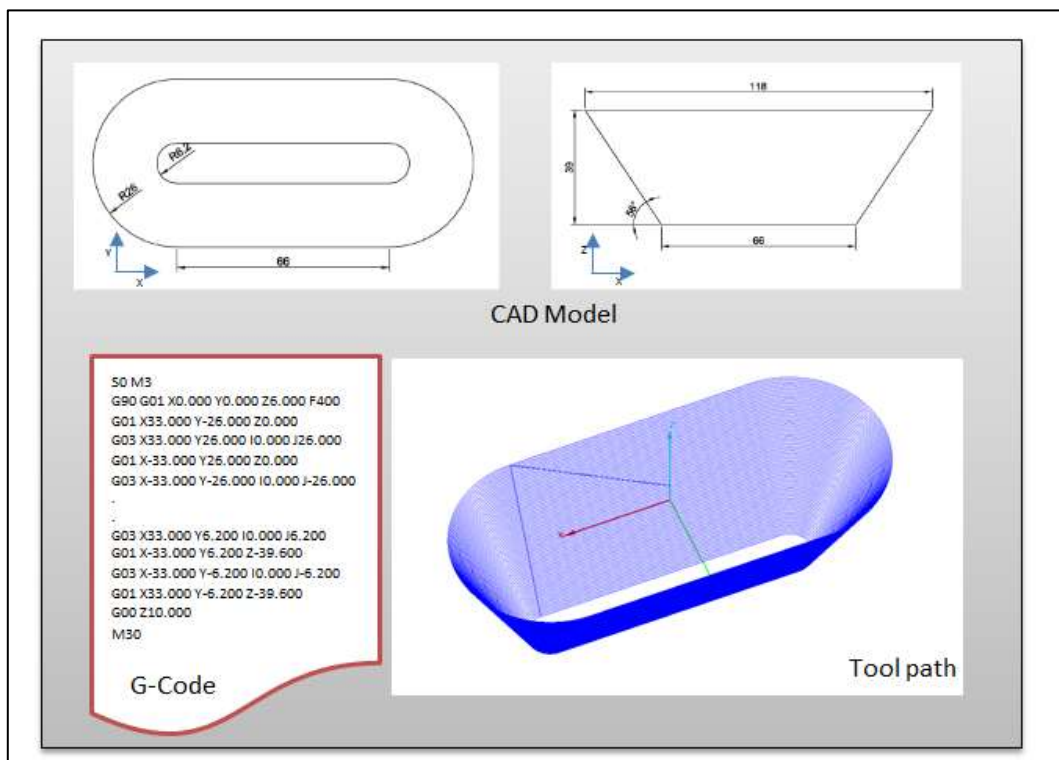 R6.2
R26
66
Y
X
118
39
56°
66
Z
X
CAD Model
S0 M3
G90 G01 X0.000 Y0.000 Z6.000 F400
G01 X33.000 Y-26.000 Z0.000
G03 X33.000 Y26.000 I0.000 J26.000
G01 X-33.000 Y26.000 Z0.000
G03 X-33.000 Y-26.000 I0.000 J-26.000
.
.
G03 X33.000 Y6.200 I0.000 J6.200
G01 X-33.000 Y6.200 Z-39.600
G03 X-33.000 Y-6.200 I0.000 J-6.200
G01 X33.000 Y-6.200 Z-39.600
G00 Z10.000
M30
G-Code
Tool path